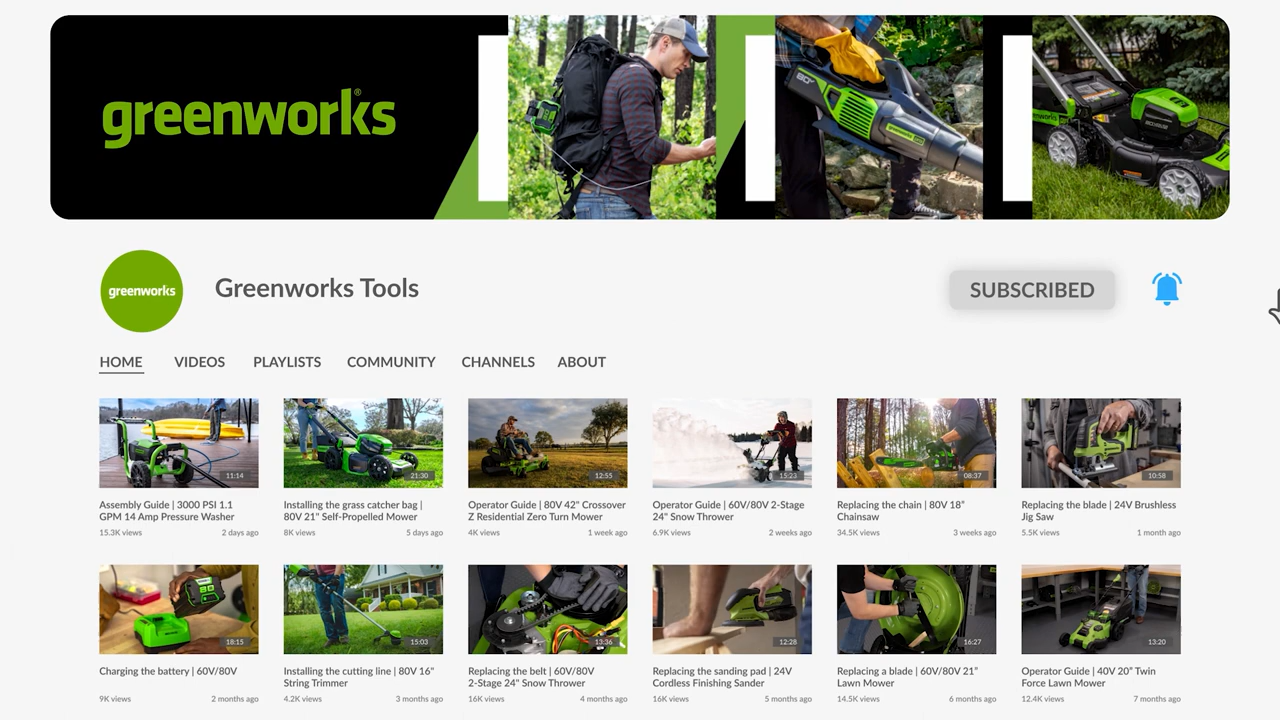 greenworks®
80V
greenworks
Greenworks Tools
SUBSCRIBED
HOME VIDEOS PLAYLISTS COMMUNITY CHANNELS ABOUT
11:14
21:30
12:55
15:23
08:37
10:58
Assembly Guide | 3000 PSI 1.1
GPM 14 Amp Pressure Washer
15.3K views 2 days ago
Installing the grass catcher bag |
80V 21" Self-Propelled Mower
8K views 5 days ago
Operator Guide | 80V 42" Crossover
Z Residential Zero Turn Mower
4K views 1 week ago
Operator Guide | 60V/80V 2-Stage
24" Snow Thrower
6.9K views 2 weeks ago
Replacing the chain | 80V 18"
Chainsaw
34.5K views 3 weeks ago
Replacing the blade | 24V Brushless
Jig Saw
5.5K views 1 month ago
18:15
15:03
13:36
12:28
16:27
13:20
Charging the battery | 60V/80V
9K views 2 months ago
Installing the cutting line | 80V 16"
String Trimmer
4.2K views 3 months ago
Replacing the belt | 60V/80V
2-Stage 24" Snow Thrower
16K views 4 months ago
Replacing the sanding pad | 24V
Cordless Finishing Sander
16K views 5 months ago
Replacing a blade | 60V/80V 21"
Lawn Mower
14.5K views 6 months ago
Operator Guide | 40V 20" Twin
Force Lawn Mower
12.4K views 7 months ago